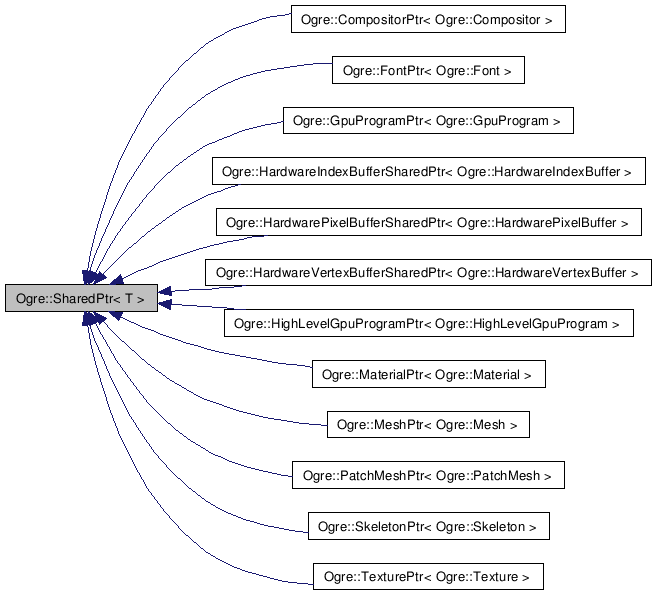 Ogre::CompositorPtr< Ogre::Compositor >
Ogre::FontPtr< Ogre::Font >
Ogre::GpuProgramPtr< Ogre::GpuProgram >
Ogre::HardwareIndexBufferSharedPtr< Ogre::HardwareIndexBuffer >
Ogre::HardwarePixelBufferSharedPtr< Ogre::HardwarePixelBuffer >
Ogre::HardwareVertexBufferSharedPtr< Ogre::HardwareVertexBuffer >
Ogre::SharedPtr< T >
Ogre::HighLevelGpuProgramPtr< Ogre::HighLevelGpuProgram >
Ogre::MaterialPtr< Ogre::Material >
Ogre::MeshPtr< Ogre::Mesh >
Ogre::PatchMeshPtr< Ogre::PatchMesh >
Ogre::SkeletonPtr< Ogre::Skeleton >
Ogre::TexturePtr< Ogre::Texture >